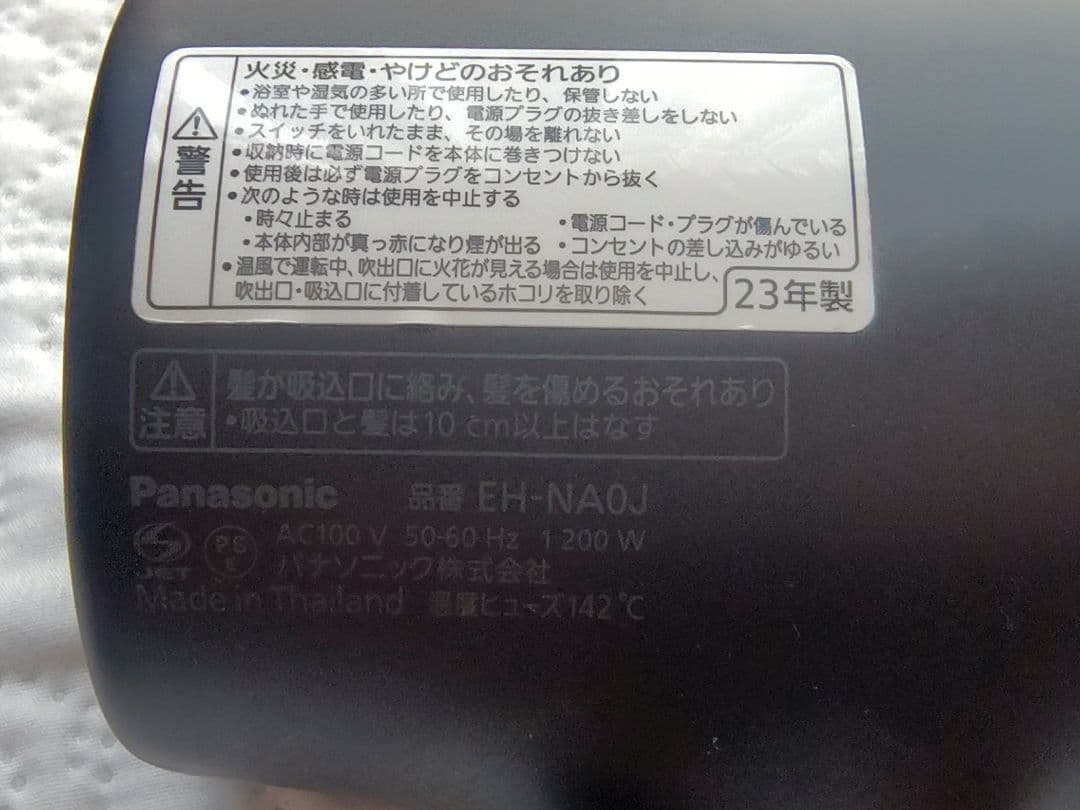 火災・感電・やけどのおそれあり
警告
・浴室や湿気の多い所で使用したり、保管しない
・ぬれた手で使用したり、電源プラグの抜き差しをしない
・スイッチをいれたまま、その場を離れない
・収納時に電源コードを本体に巻きつけない
・使用後は必ず電源プラグをコンセントから抜く
・次のような時は使用を中止する
・時々止まる ・電源コード・プラグが傷んでいる
・本体内部が真っ赤になり煙が出る ・コンセントの差し込みがゆるい
・温風で運転中、吹出口に火花が見える場合は使用を中止し、
吹出口・吸込口に付着しているホコリを取り除く
23年製
注意
髪が吸込口に絡み、髪を傷めるおそれあり
・吸込口と髪は10 cm以上はなす
Panasonic 品番 EH-NA0J
JET PS E AC100 V 50-60 Hz 1 200 W
パナソニック株式会社
Made in Thailand 温度ヒューズ142℃